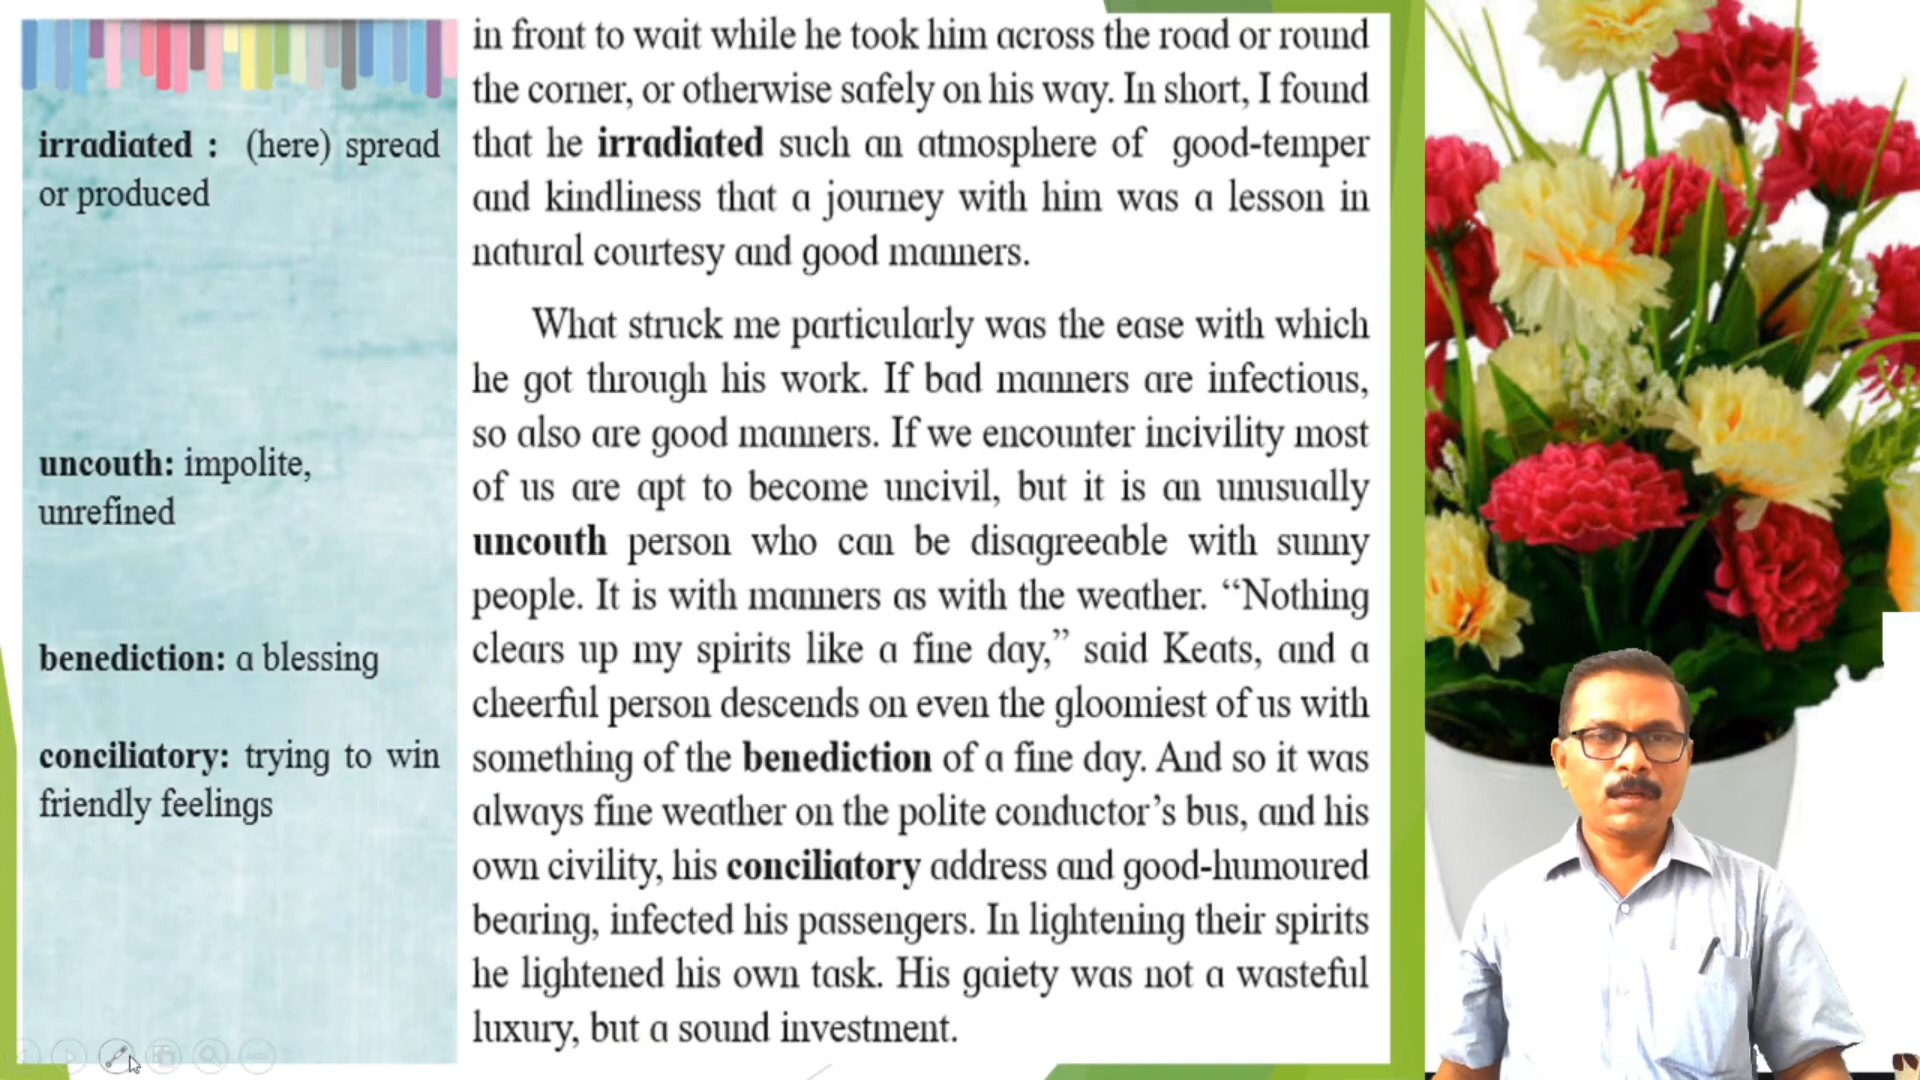 irradiated : (here) spread
or produced
uncouth: impolite,
unrefined
benediction: a blessing
conciliatory: trying to win
friendly feelings
in front to wait while he took him across the road or round
the corner, or otherwise safely on his way. In short, I found
that he irradiated such an atmosphere of good-temper
and kindliness that a journey with him was a lesson in
natural courtesy and good manners.
What struck me particularly was the ease with which
he got through his work. If bad manners are infectious,
so also are good manners. If we encounter incivility most
of us are apt to become uncivil, but it is an unusually
uncouth person who can be disagreeable with sunny
people. It is with manners as with the weather. “Nothing
clears up my spirits like a fine day,” said Keats, and a
cheerful person descends on even the gloomiest of us with
something of the benediction of a fine day. And so it was
always fine weather on the polite conductor’s bus, and his
own civility, his conciliatory address and good-humoured
bearing, infected his passengers. In lightening their spirits
he lightened his own task. His gaiety was not a wasteful
luxury, but a sound investment.